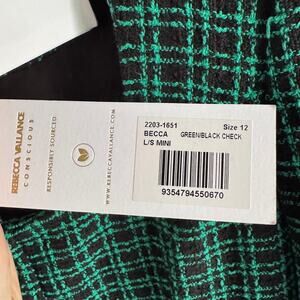 REBECCA VALLANCE
CONSCIOUS
RESPONSIBLY SOURCED
WWW.REBECCAVALLANCE.COM
2203-1651 Size 12
BECCA GREEN/BLACK CHECK
L/S MINI
9354794550670